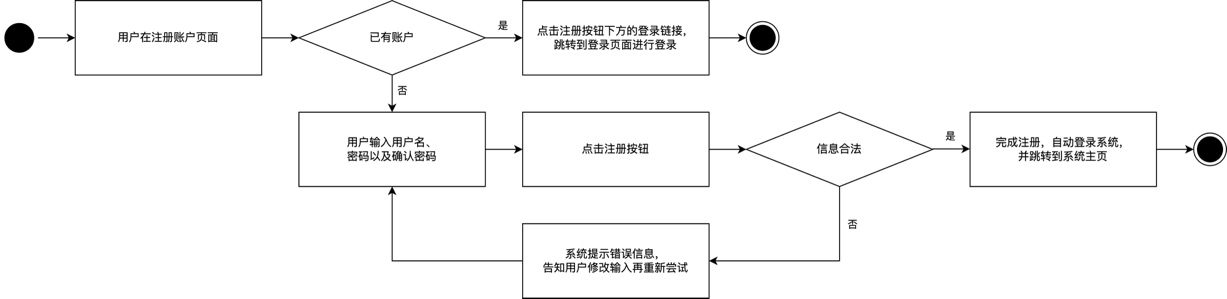 用户在注册账户页面
已有账户
是
点击注册按钮下方的登录链接，
跳转到登录页面进行登录
否
用户输入用户名、
密码以及确认密码
点击注册按钮
信息合法
是
完成注册，自动登录系统，
并跳转到系统主页
否
系统提示错误信息，
告知用户修改输入再重新尝试